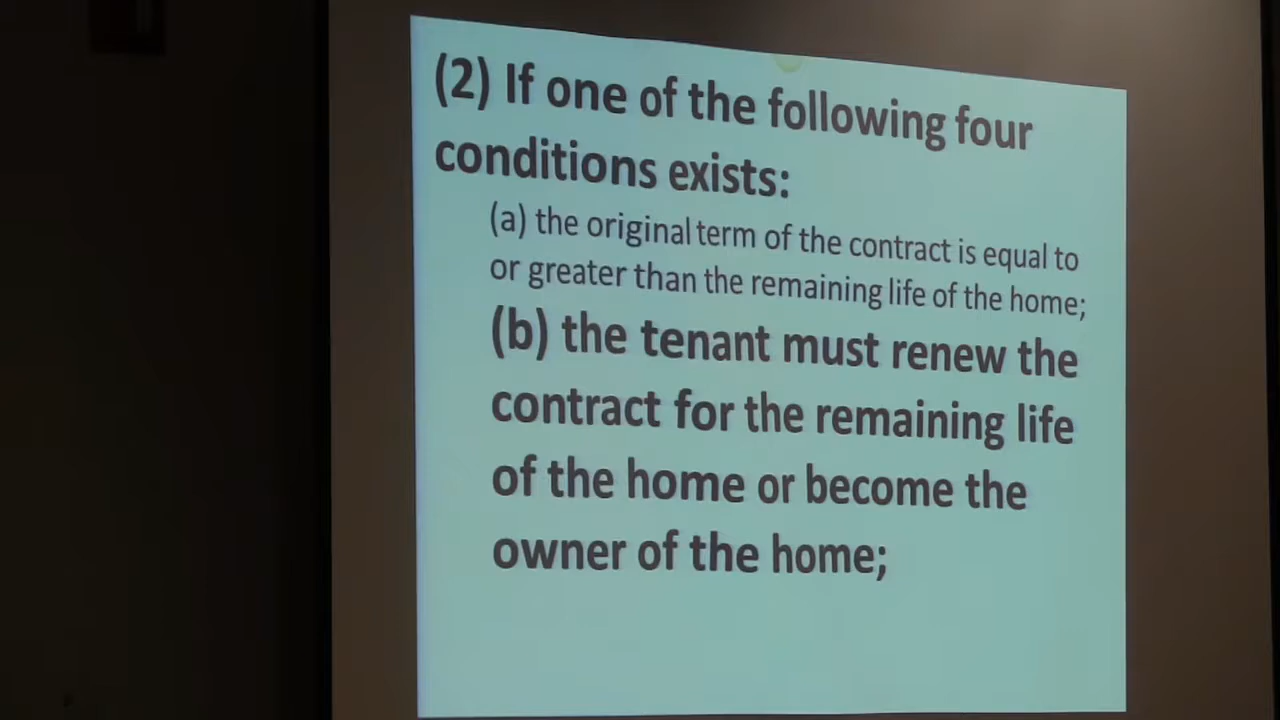 (2) If one of the following four
conditions exists:
(a) the original term of the contract is equal to
or greater than the remaining life of the home;
(b) the tenant must renew the
contract for the remaining life
of the home or become the
owner of the home;